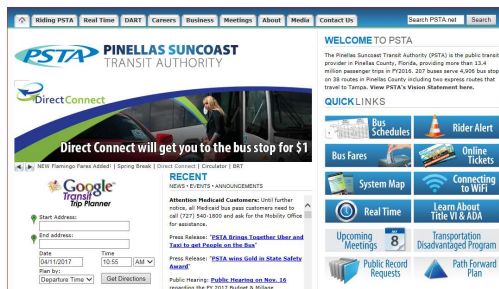 Riding PSTA Real Time DART Careers Business Meetings About Media Contact Us
Search PSTA.net Search
PSTA PINELLAS SUNCOAST
TRANSIT AUTHORITY
DirectConnect
Direct Connect will get you to the bus stop for $1
NEW Flamingo Fares Added! | Spring Break | Direct Connect | Circulator | BRT
Google™
Transit
Trip Planner
Start Address:
End address:
Date Time
04/11/2017 10:55 AM
Plan by:
Departure Time Get Directions
RECENT
NEWS • EVENTS • ANNOUNCEMENTS
Attention Medicaid Customers: Until further
notice, all Medicaid bus pass customers need to
call (727) 540-1800 and ask for the Mobility Office
for assistance.
Press Release: "PSTA Brings Together Uber and
Taxi to get People on the Bus"
Press Release: "PSTA wins Gold in State Safety
Award"
Public Hearing: Public Hearing on Nov. 16
regarding the FY 2017 Budget & Millage
WELCOME TO PSTA
The Pinellas Suncoast Transit Authority (PSTA) is the public transit
provider in Pinellas County, Florida, providing more than 13.4
million passenger trips in FY2016. 207 buses serve 4,906 bus stop
on 38 routes in Pinellas County including two express routes that
travel to Tampa. View PSTA's Vision Statement here.
QUICK LINKS
Bus
Schedules
Rider Alert
Bus Fares
Online
Tickets
System Map
Connecting
to WiFi
Real Time
Learn About
Title VI & ADA
Upcoming
Meetings
8
Transportation
Disadvantaged Program
Public Record
Requests
Path Forward
Plan